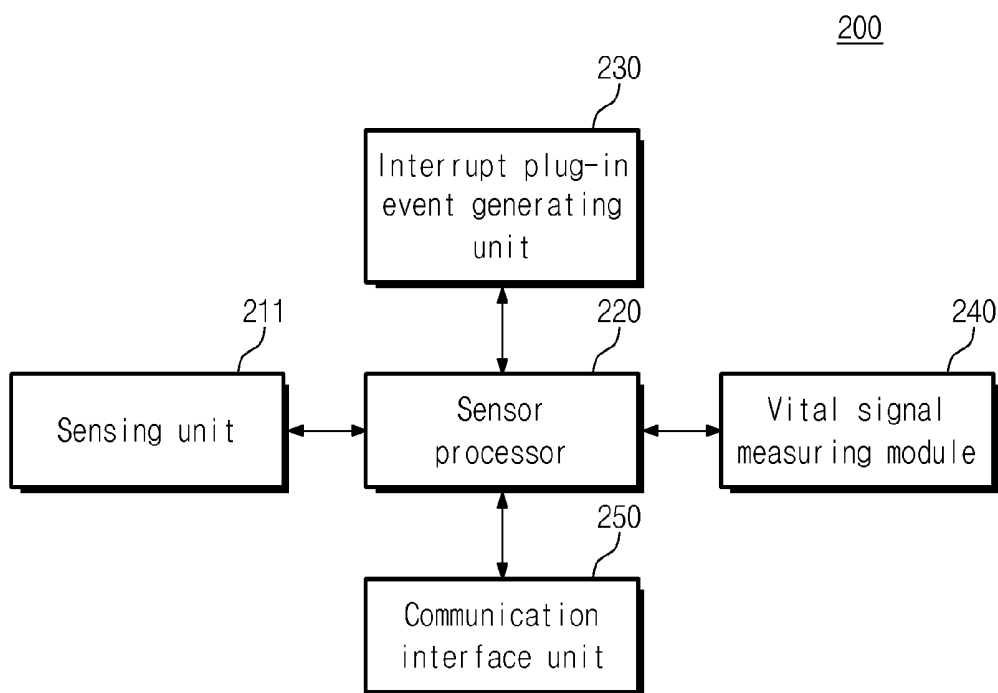 200
230
Interrupt plug-in
event generating
unit
211
220
240
Sensing unit
Sensor
processor
Vital signal
measuring module
250
Communication
interface unit